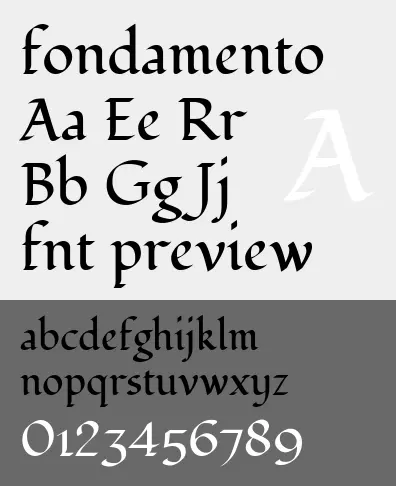 fondamento
Aa Ee Rr
A
Bb Gg Jj
fnt preview
abcdefghijklm
nopqrstuvwxyz
0123456789